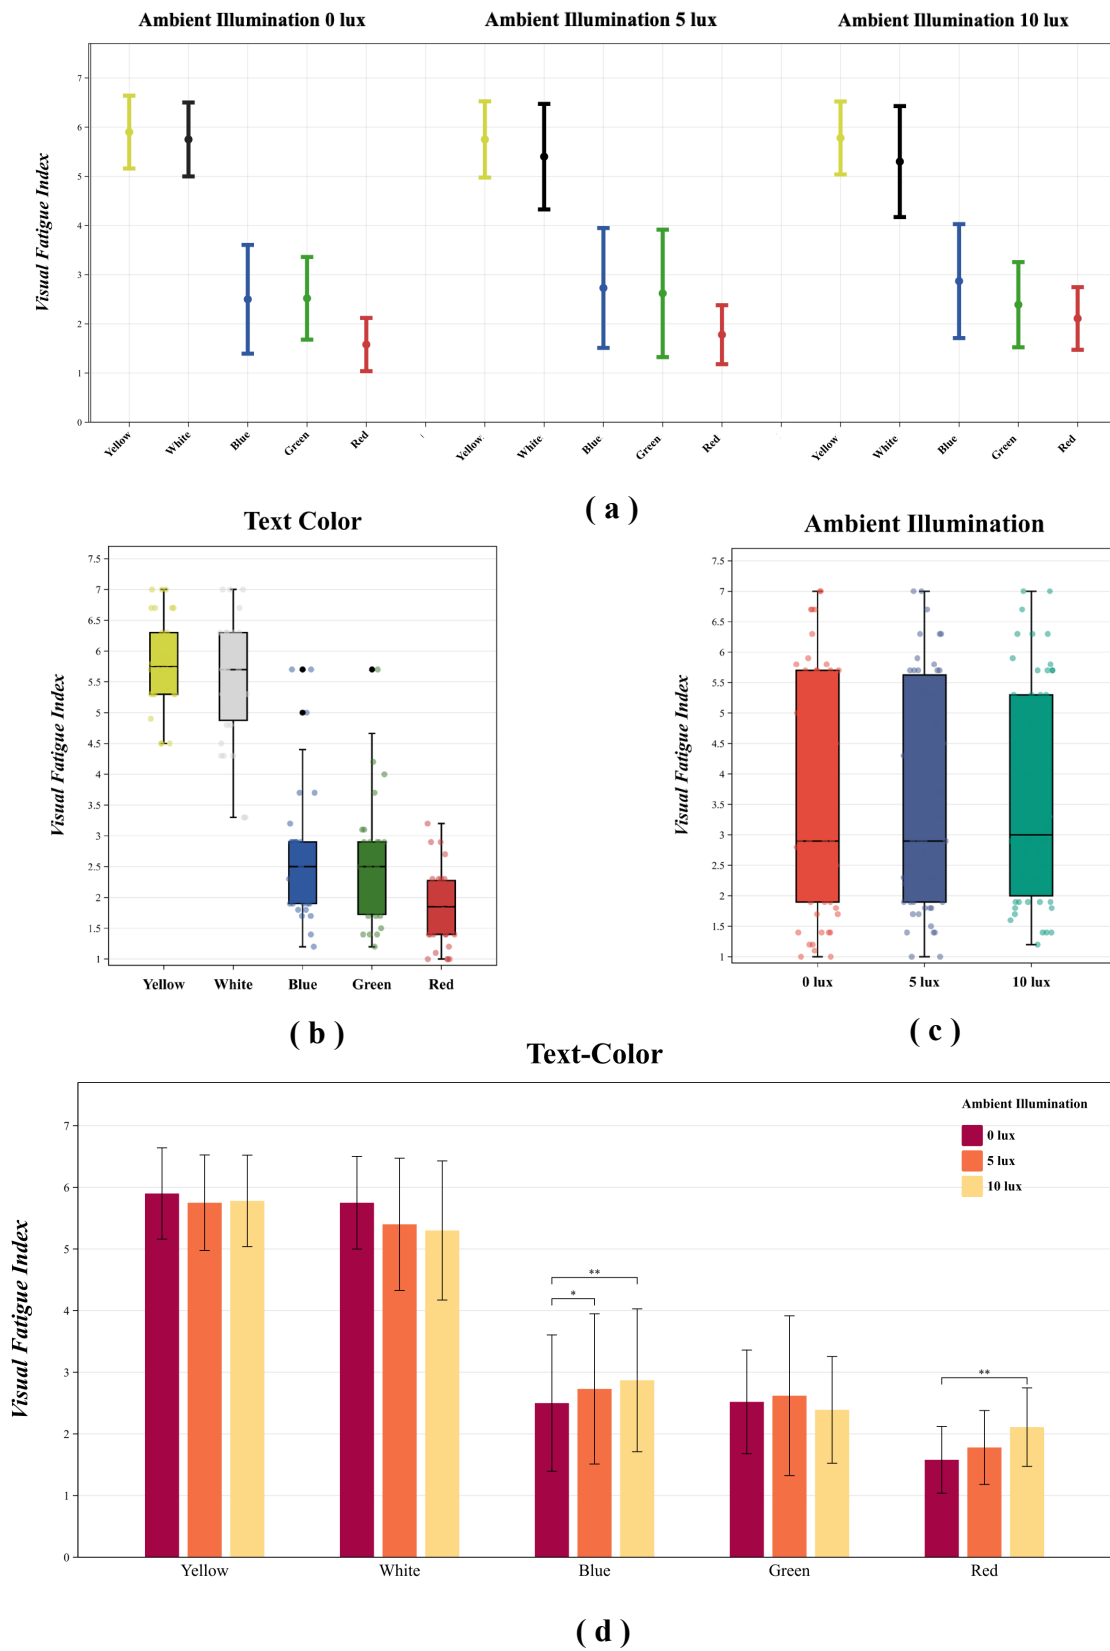 Ambient Illumination 0 lux
Ambient Illumination 5 lux
Ambient Illumination 10 lux
Visual Fatigue Index
7
6
5
4
3
2
1
0
Yellow
White
Blue
Green
Red
Yellow
White
Blue
Green
Red
Yellow
White
Blue
Green
Red
( a )
Text Color
Visual Fatigue Index
7.5
7
6.5
6
5.5
5
4.5
4
3.5
3
2.5
2
1.5
1
Yellow
White
Blue
Green
Red
( b )
Ambient Illumination
Visual Fatigue Index
7.5
7
6.5
6
5.5
5
4.5
4
3.5
3
2.5
2
1.5
1
0 lux
5 lux
10 lux
( c )
Text-Color
Visual Fatigue Index
7
6
5
4
3
2
1
0
Ambient Illumination
0 lux
5 lux
10 lux
**
*
**
Yellow
White
Blue
Green
Red
( d )